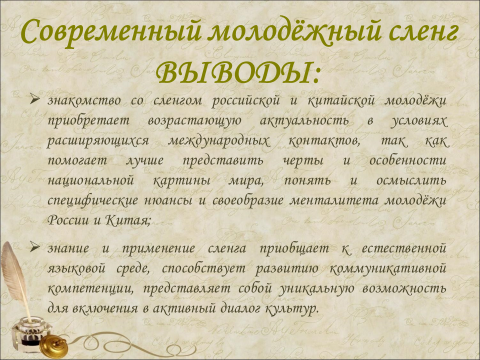 Современный молодёжный сленг
ВЫВОДЫ:
знакомство со сленгом российской и китайской молодёжи
приобретает возрастающую актуальность в условиях
расширяющихся международных контактов, так как
помогает лучше представить черты и особенности
национальной картины мира, понять и осмыслить
специфические нюансы и своеобразие менталитета молодёжи
России и Китая;
знание и применение сленга приобщает к естественной
языковой среде, способствует развитию коммуникативной
компетенции, представляет собой уникальную возможность
для включения в активный диалог культур.